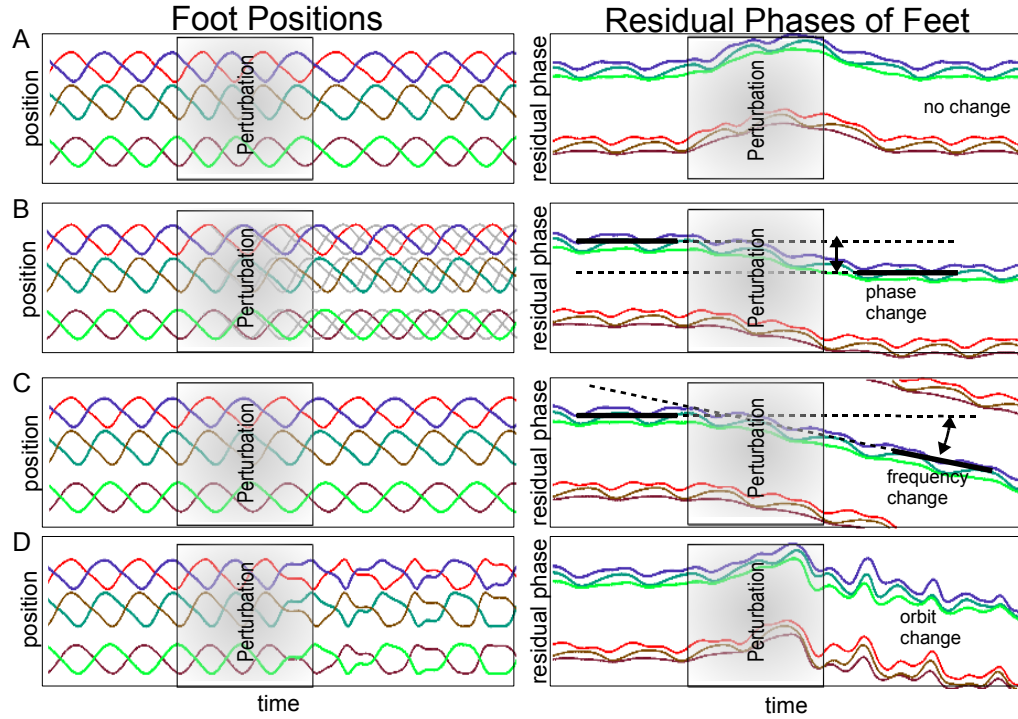 Foot Positions
Residual Phases of Feet
A
position
Perturbation
residual phase
Perturbation
no change
B
position
Perturbation
residual phase
Perturbation
phase
change
C
position
Perturbation
residual phase
Perturbation
frequency
change
D
position
Perturbation
residual phase
Perturbation
orbit
change
time
time